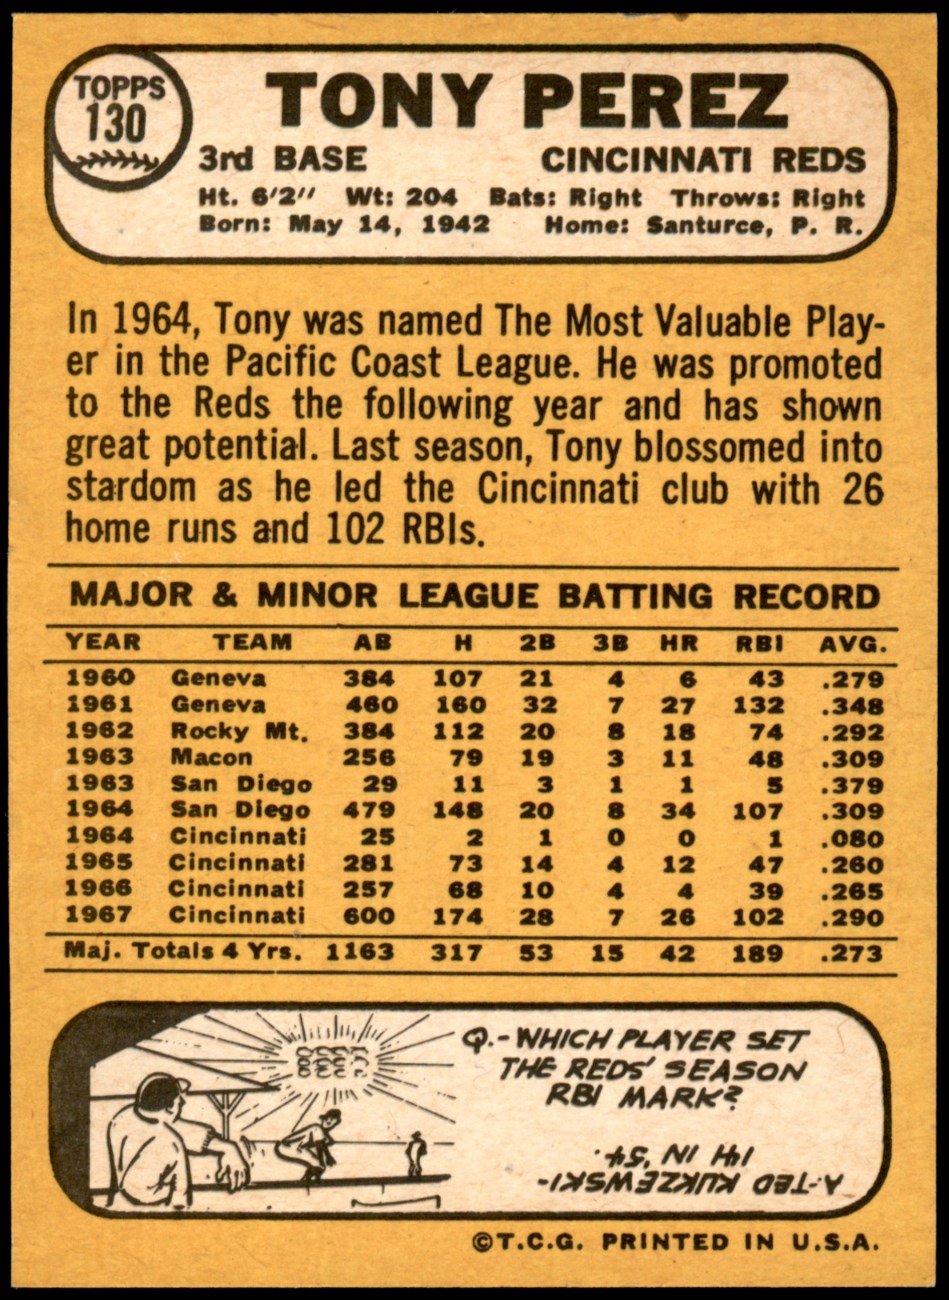 TOPPS
130
TONY PEREZ
3rd BASE CINCINNATI REDS
Ht. 6'2" Wt: 204 Bats: Right Throws: Right
Born: May 14, 1942 Home: Santurce, P. R.
In 1964, Tony was named The Most Valuable Play-
er in the Pacific Coast League. He was promoted
to the Reds the following year and has shown
great potential. Last season, Tony blossomed into
stardom as he led the Cincinnati club with 26
home runs and 102 RBIs.
MAJOR & MINOR LEAGUE BATTING RECORD
YEAR TEAM AB H 2B 3B HR RBI AVG.
1960 Geneva 384 107 21 4 6 43 .279
1961 Geneva 460 160 32 7 27 132 .348
1962 Rocky Mt. 384 112 20 8 18 74 .292
1963 Macon 256 79 19 3 11 48 .309
1963 San Diego 29 11 3 1 1 5 .379
1964 San Diego 479 148 20 8 34 107 .309
1964 Cincinnati 25 2 1 0 0 1 .080
1965 Cincinnati 281 73 14 4 12 47 .260
1966 Cincinnati 257 68 10 4 4 39 .265
1967 Cincinnati 600 174 28 7 26 102 .290
Maj. Totals 4 Yrs. 1163 317 53 15 42 189 .273
Q.-WHICH PLAYER SET
THE REDS' SEASON
RBI MARK?
A-TED KLUKZEWSKI-
141 IN '54.
©T.C.G. PRINTED IN U.S.A.